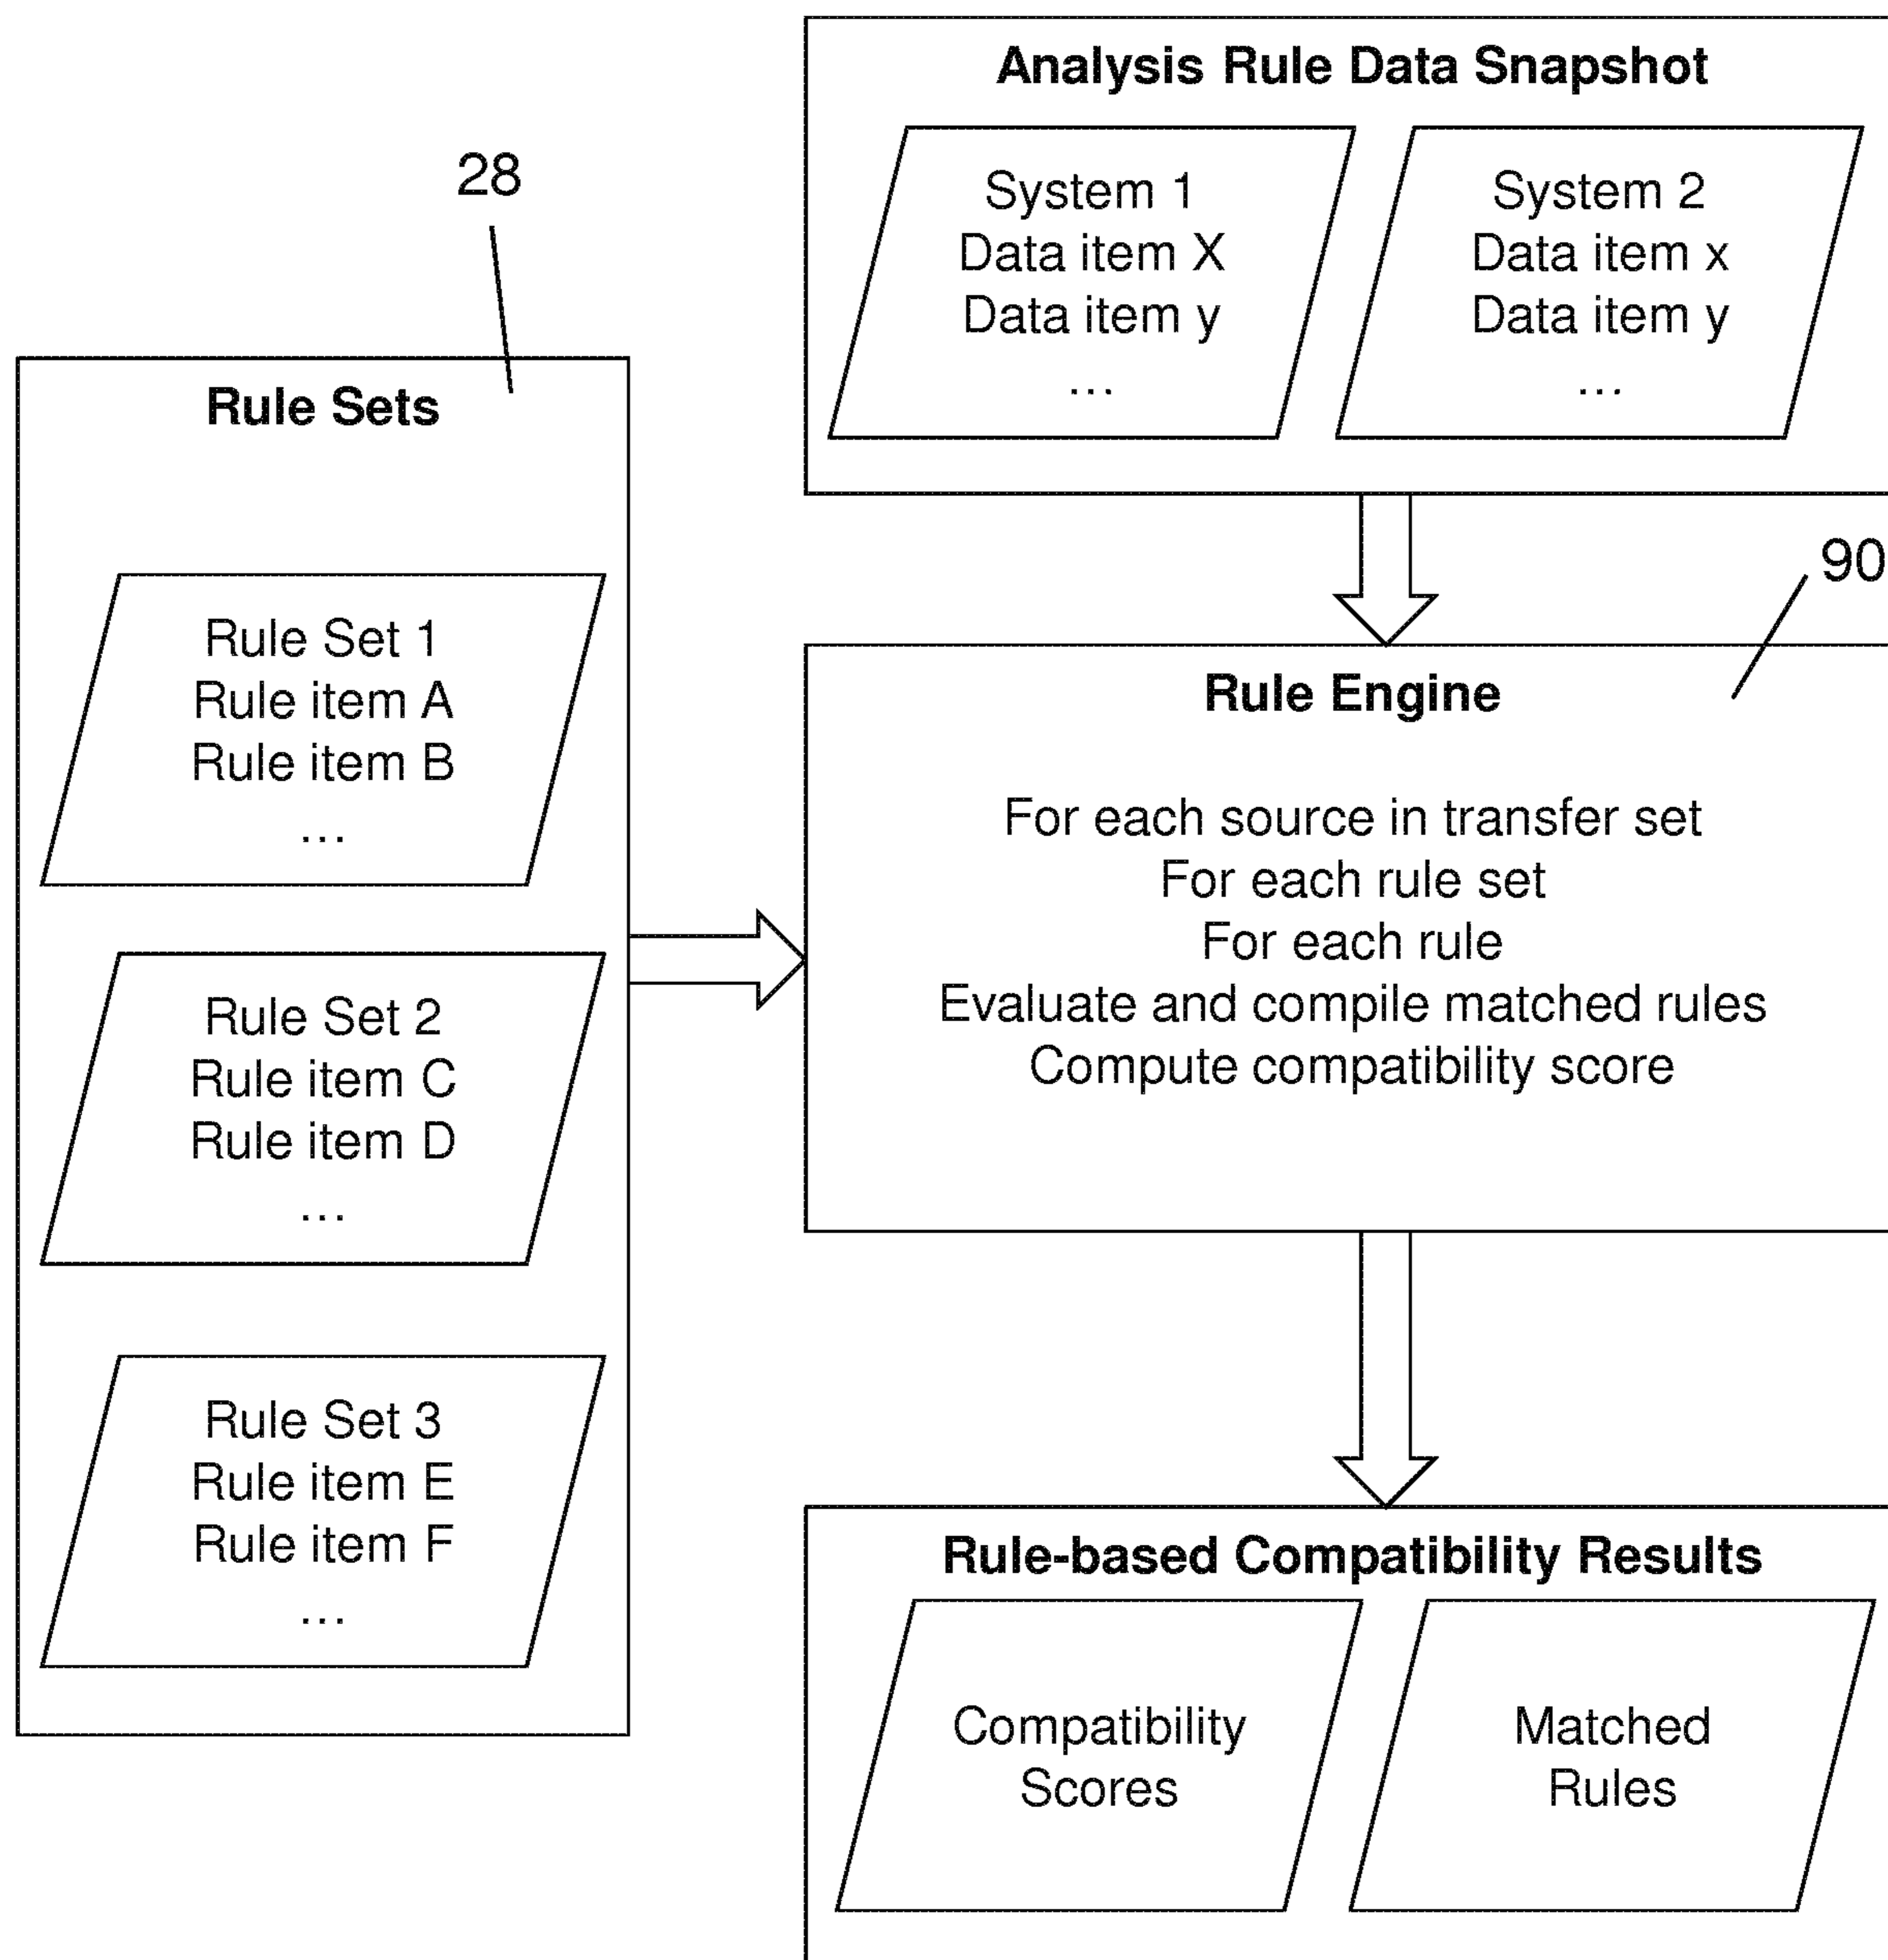 28
Rule Sets
Rule Set 1
Rule item A
Rule item B
...
Rule Set 2
Rule item C
Rule item D
...
Rule Set 3
Rule item E
Rule item F
...
Analysis Rule Data Snapshot
System 1
Data item X
Data item y
...
System 2
Data item x
Data item y
...
90
Rule Engine
For each source in transfer set
For each rule set
For each rule
Evaluate and compile matched rules
Compute compatibility score
Rule-based Compatibility Results
Compatibility
Scores
Matched
Rules